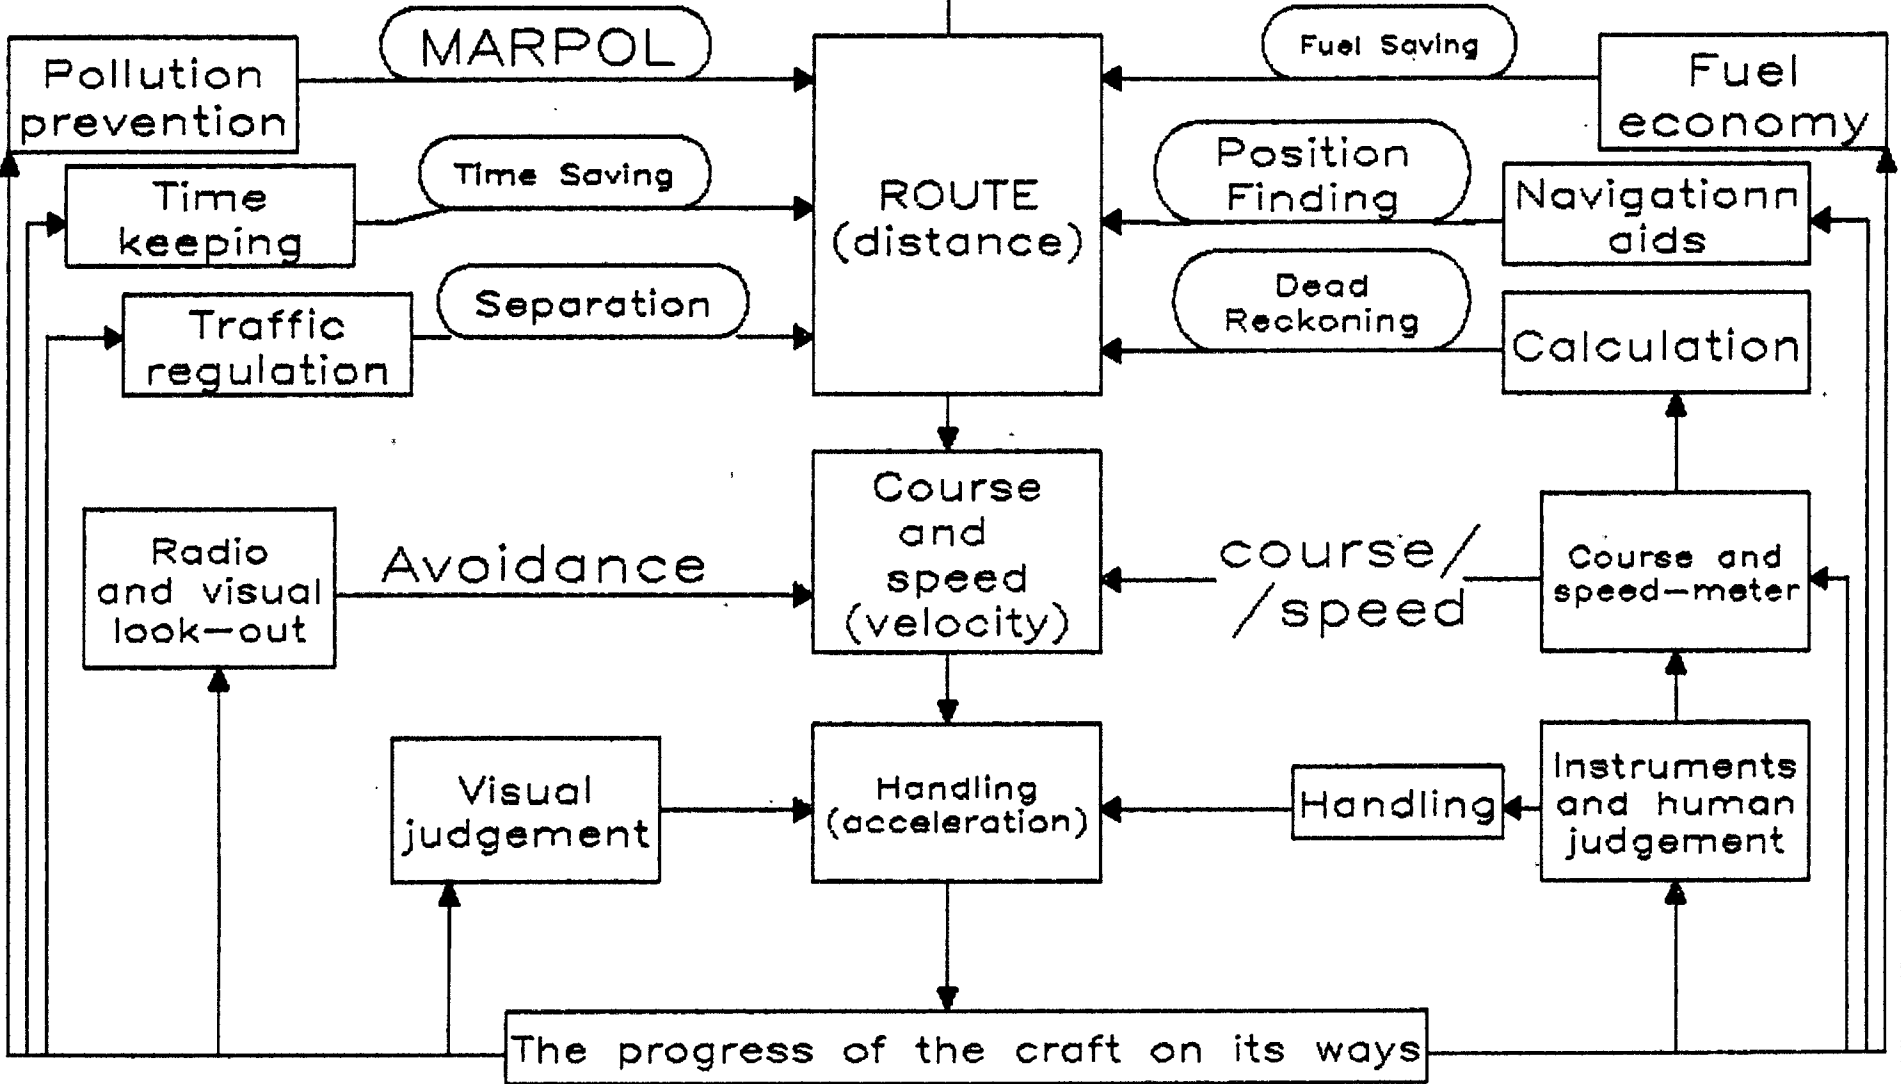 Pollution
prevention
MARPOL
Fuel Saving
Fuel
economy
Time
keeping
Time Saving
ROUTE
(distance)
Position
Finding
Navigationn
aids
Traffic
regulation
Separation
Dead
Reckoning
Calculation
Radio
and visual
look-out
Avoidance
Course
and
speed
(velocity)
course/
/speed
Course and
speed-meter
Visual
judgement
Handling
(acceleration)
Handling
Instruments
and human
judgement
The progress of the craft on its ways